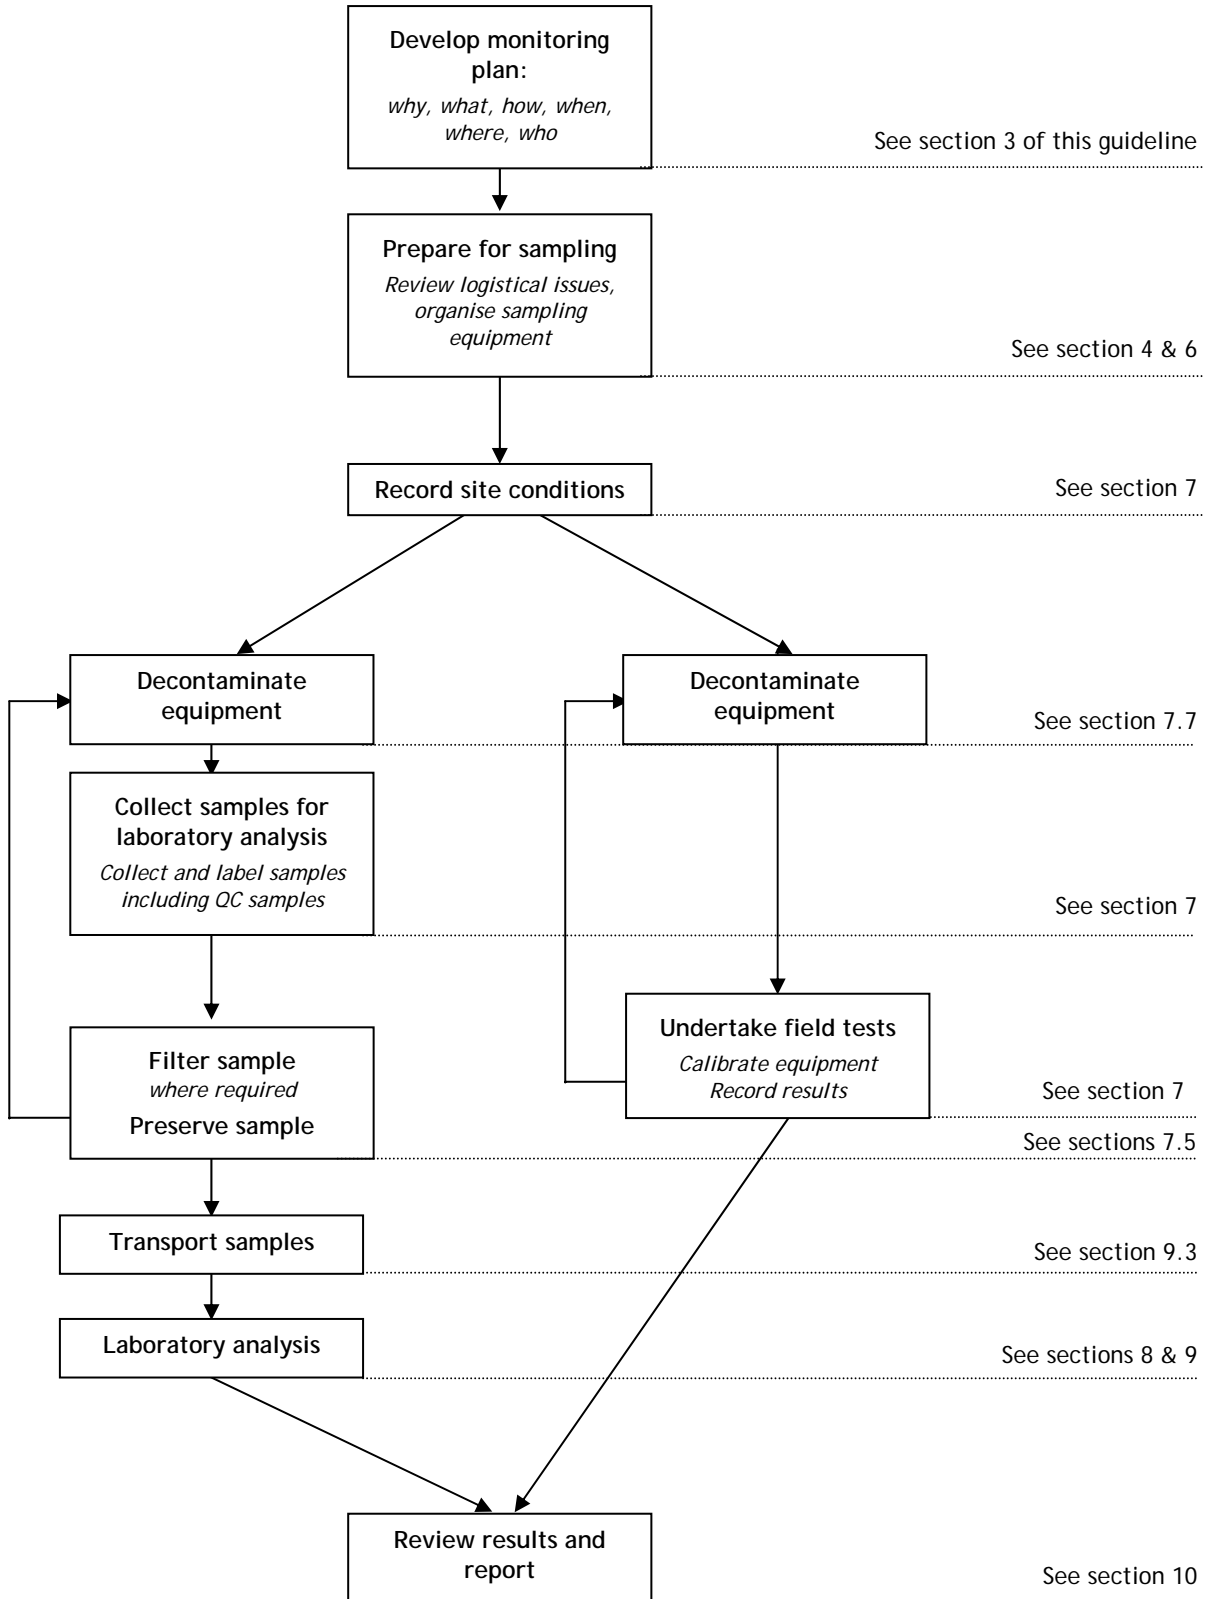 Develop monitoring
plan:
why, what, how, when,
where, who
See section 3 of this guideline
Prepare for sampling
Review logistical issues,
organise sampling
equipment
See section 4 & 6
Record site conditions
See section 7
Decontaminate
equipment
Decontaminate
equipment
See section 7.7
Collect samples for
laboratory analysis
Collect and label samples
including QC samples
See section 7
Undertake field tests
Calibrate equipment
Record results
See section 7
Filter sample
where required
Preserve sample
See sections 7.5
Transport samples
See section 9.3
Laboratory analysis
See sections 8 & 9
Review results and
report
See section 10